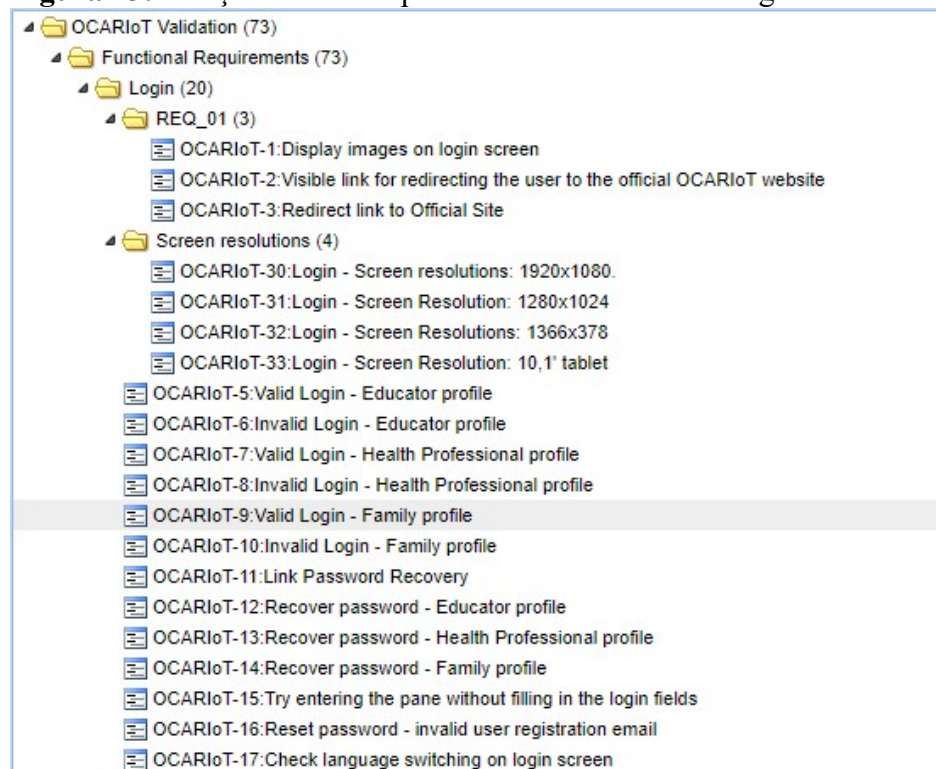 OCARIoT Validation (73)
Functional Requirements (73)
Login (20)
REQ_01 (3)
OCARIoT-1:Display images on login screen
OCARIoT-2:Visible link for redirecting the user to the official OCARIoT website
OCARIoT-3:Redirect link to Official Site
Screen resolutions (4)
OCARIoT-30:Login - Screen resolutions: 1920x1080.
OCARIoT-31:Login - Screen Resolution: 1280x1024
OCARIoT-32:Login - Screen Resolutions: 1366x378
OCARIoT-33:Login - Screen Resolution: 10,1' tablet
OCARIoT-5:Valid Login - Educator profile
OCARIoT-6:Invalid Login - Educator profile
OCARIoT-7:Valid Login - Health Professional profile
OCARIoT-8:Invalid Login - Health Professional profile
OCARIoT-9:Valid Login - Family profile
OCARIoT-10:Invalid Login - Family profile
OCARIoT-11:Link Password Recovery
OCARIoT-12:Recover password - Educator profile
OCARIoT-13:Recover password - Health Professional profile
OCARIoT-14:Recover password - Family profile
OCARIoT-15:Try entering the pane without filling in the login fields
OCARIoT-16:Reset password - invalid user registration email
OCARIoT-17:Check language switching on login screen